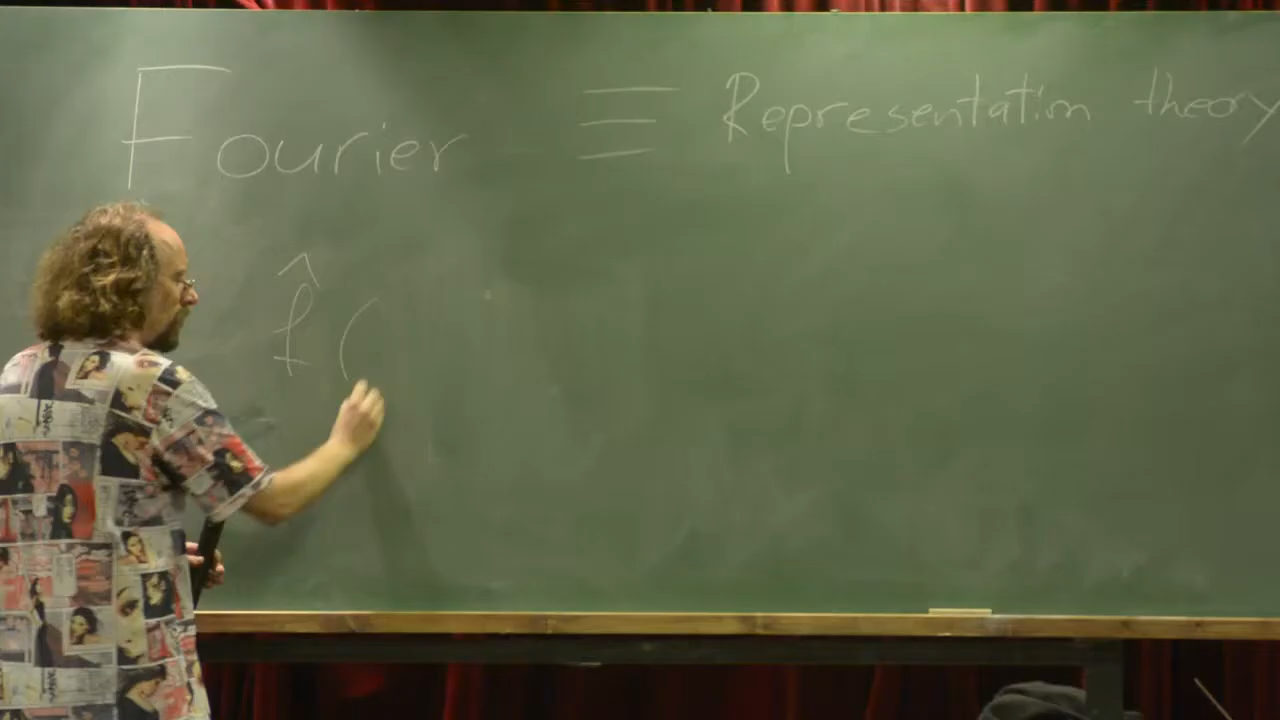 Fourier ≡ Representation theory
f̂ (